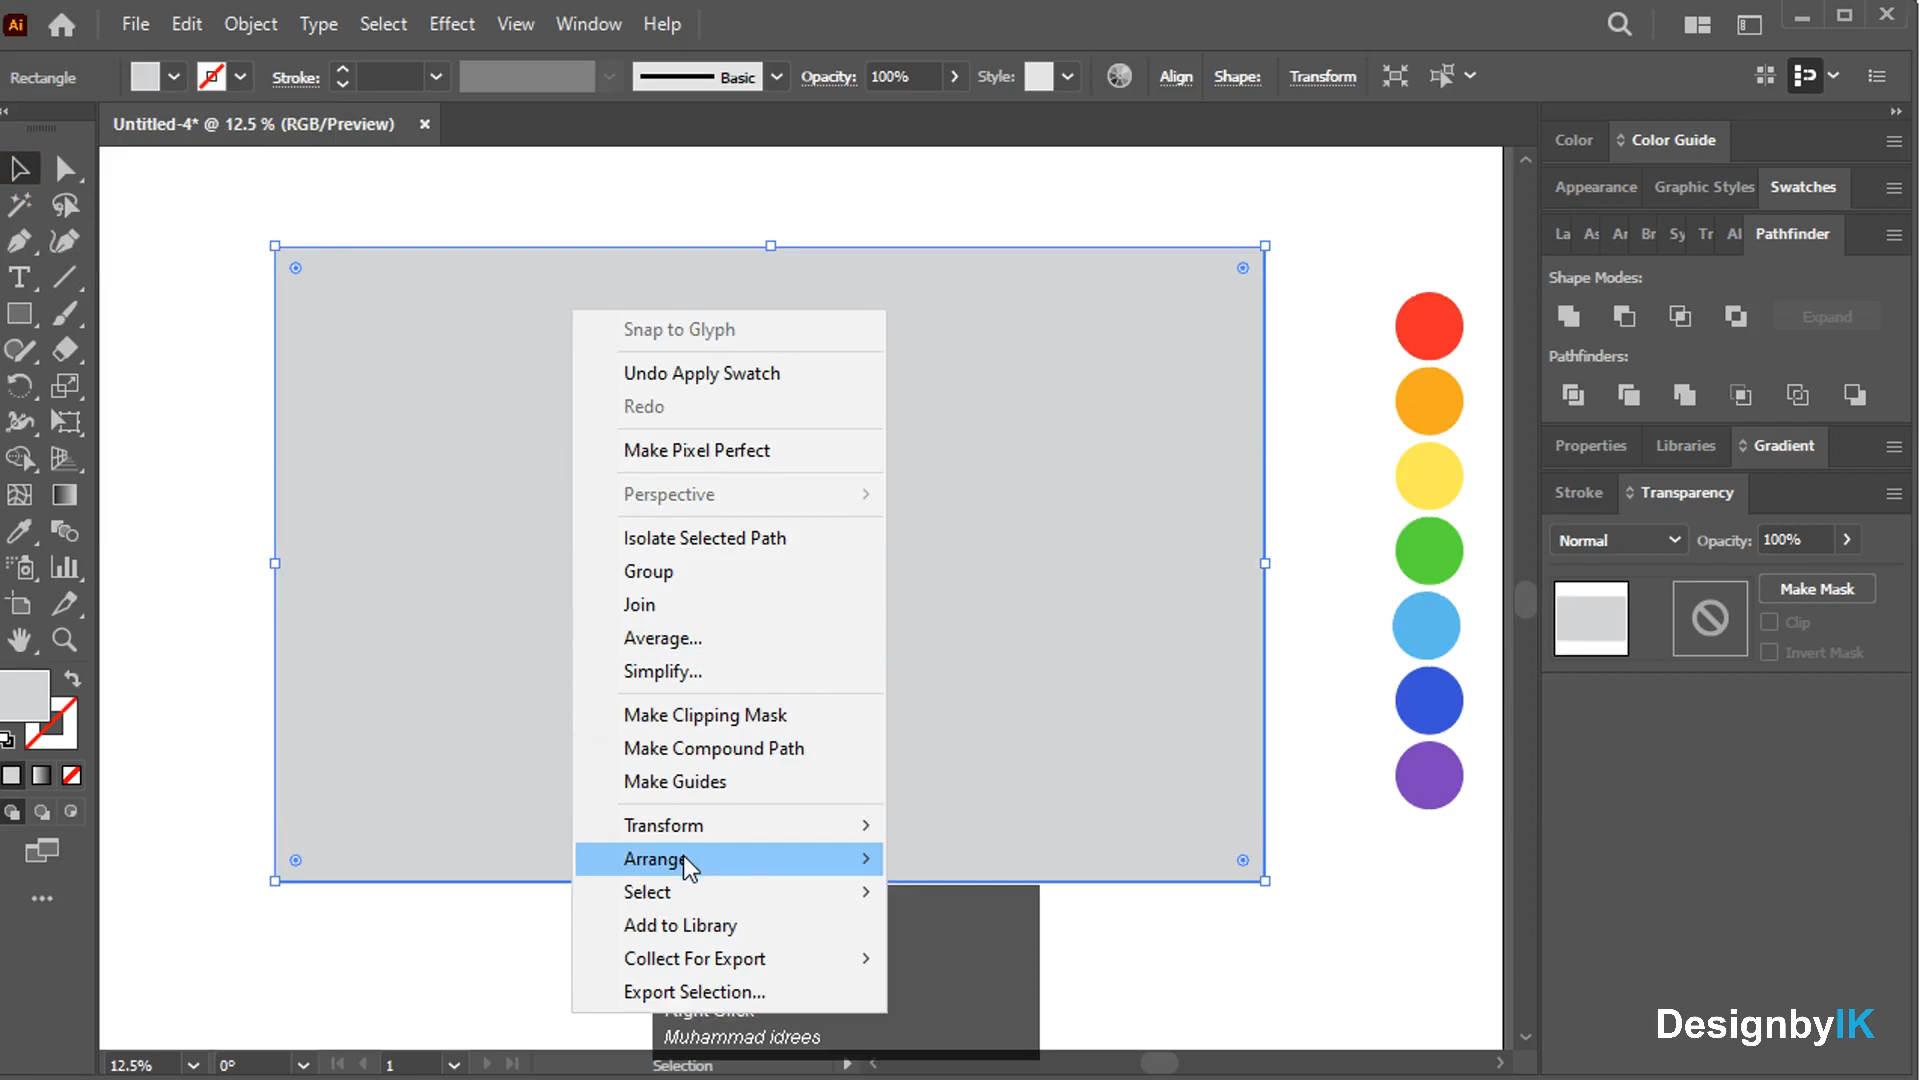 Ai File Edit Object Type Select Effect View Window Help
Rectangle Stroke: Basic Opacity: 100% Style: Align Shape: Transform
Untitled-4* @ 12.5 % (RGB/Preview)
Color Color Guide
Appearance Graphic Styles Swatches
La As Ar Br Sy Tr Al Pathfinder
Shape Modes:
Expand
Pathfinders:
Properties Libraries Gradient
Stroke Transparency
Normal Opacity: 100%
Make Mask
Clip
Invert Mask
Snap to Glyph
Undo Apply Swatch
Redo
Make Pixel Perfect
Perspective
Isolate Selected Path
Group
Join
Average...
Simplify...
Make Clipping Mask
Make Compound Path
Make Guides
Transform
Arrange
Select
Add to Library
Collect For Export
Export Selection...
Right Click
Muhammad idrees
DesignbyIK
12.5% 0° 1 Selection